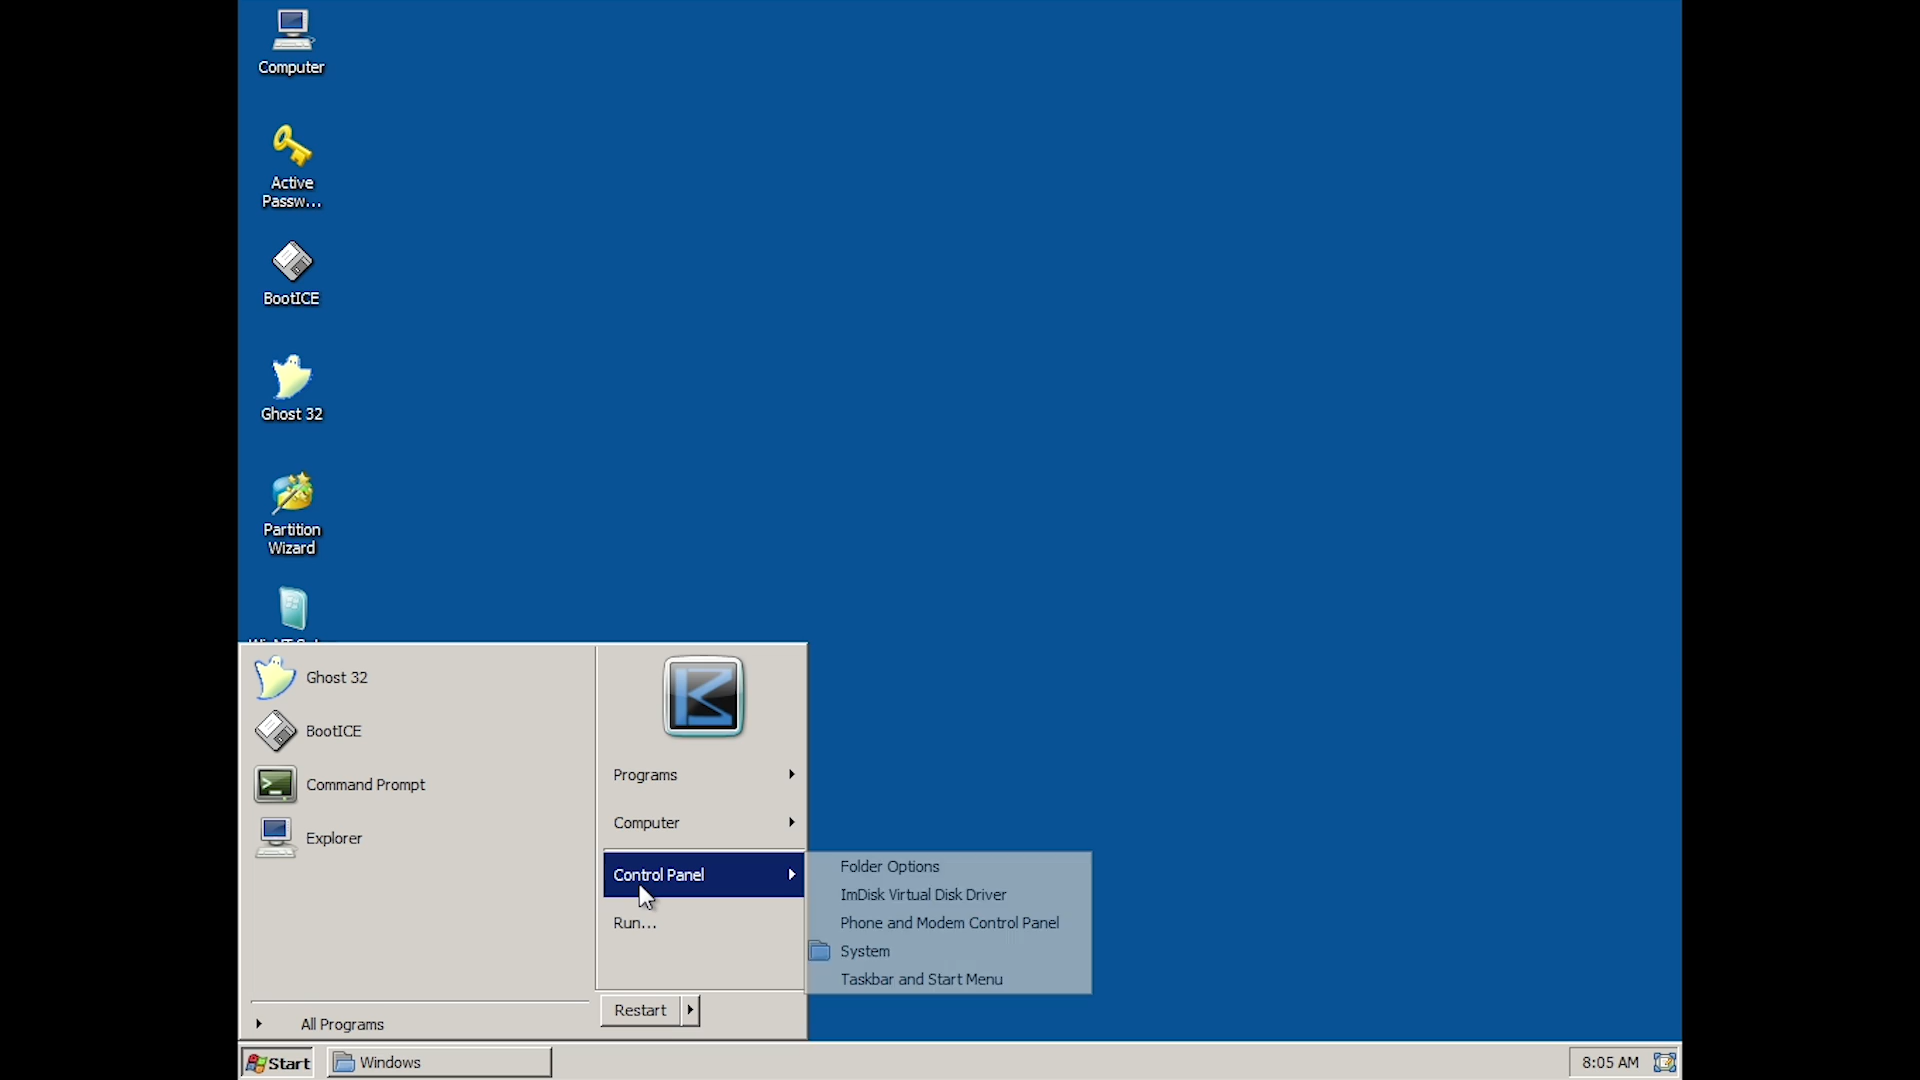 Computer
Active
Passw...
BootICE
Ghost 32
Partition
Wizard
Ghost 32
BootICE
Command Prompt
Explorer
All Programs
Programs
Computer
Control Panel
Run...
Restart
Folder Options
ImDisk Virtual Disk Driver
Phone and Modem Control Panel
System
Taskbar and Start Menu
Start
Windows
8:05 AM